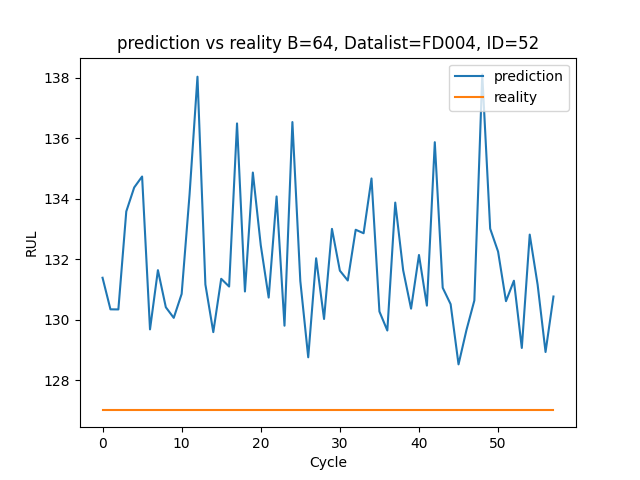 prediction vs reality B=64, Datalist=FD004, ID=52
138
136
134
132
130
128
RUL
prediction
reality
0 10 20 30 40 50
Cycle